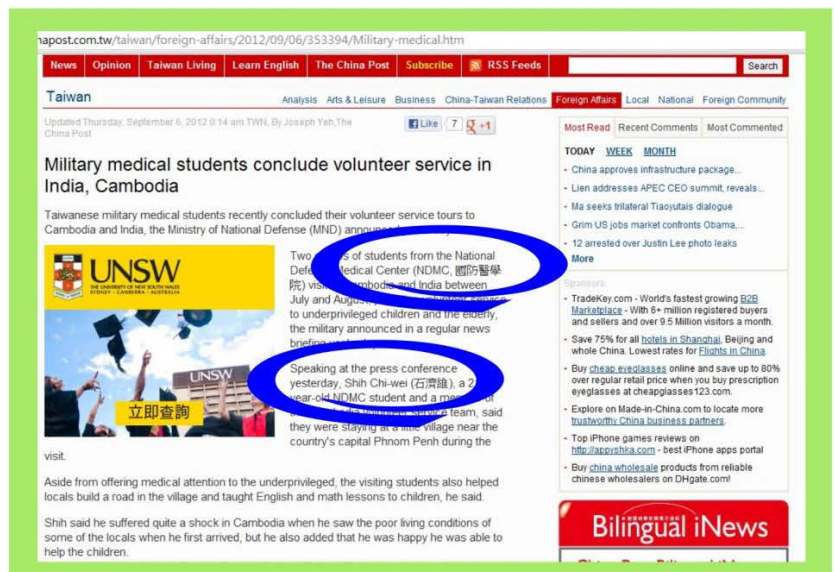 napost.com.tw/taiwan/foreign-affairs/2012/09/06/353394/Military-medical.htm
News Opinion Taiwan Living Learn English The China Post Subscribe RSS Feeds Search
Taiwan Analysis Arts & Leisure Business China-Taiwan Relations Foreign Affairs Local National Foreign Community
Updated Thursday, September 6, 2012 9:14 am TWN, By Joseph Yeh,The
China Post
Like 7 +1
Military medical students conclude volunteer service in
India, Cambodia
Taiwanese military medical students recently concluded their volunteer service tours to
Cambodia and India, the Ministry of National Defense (MND) announced
UNSW
THE UNIVERSITY OF NEW SOUTH WALES
SYDNEY · CANBERRA · AUSTRALIA
UNSW
立即查詢
Two of students from the National
Medical Center (NDMC, 國防醫學
院) Cambodia and India between
July and August,
to underprivileged children and the elderly,
the military announced in a regular news
briefing
Speaking at the press conference
yesterday, Shih Chi-wei (石濟維), a
year-old NDMC student and a
volunteer service team, said
they were staying at a little village near the
country's capital Phnom Penh during the
visit.
Aside from offering medical attention to the underprivileged, the visiting students also helped
locals build a road in the village and taught English and math lessons to children, he said.
Shih said he suffered quite a shock in Cambodia when he saw the poor living conditions of
some of the locals when he first arrived, but he also added that he was happy he was able to
help the children.
Most Read Recent Comments Most Commented
TODAY WEEK MONTH
China approves infrastructure package...
Lien addresses APEC CEO summit, reveals...
Ma seeks trilateral Tiaoyutais dialogue
Grim US jobs market confronts Obama,...
12 arrested over Justin Lee photo leaks
More
Sponsors
TradeKey.com - World's fastest growing B2B
Marketplace - With 6+ million registered buyers
and sellers and over 9.5 Million visitors a month.
Save 75% for all hotels in Shanghai, Beijing and
whole China. Lowest rates for Flights in China.
Buy cheap eyeglasses online and save up to 80%
over regular retail price when you buy prescription
eyeglasses at cheapglasses123.com.
Explore on Made-in-China.com to locate more
trustworthy China business partners.
Top iPhone games reviews on
http://appyshka.com - best iPhone apps portal
Buy china wholesale products from reliable
chinese wholesalers on DHgate.com!
Bilingual iNews